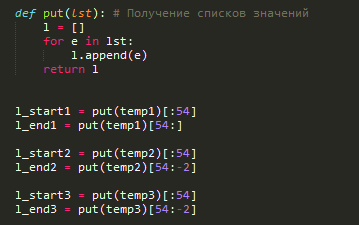 def put(lst): # Получение списков значений
    l = []
    for e in lst:
        l.append(e)
    return l
l_start1 = put(temp1)[:54]
l_end1 = put(temp1)[54:]
l_start2 = put(temp2)[:54]
l_end2 = put(temp2)[54:-2]
l_start3 = put(temp3)[:54]
l_end3 = put(temp3)[54:-2]